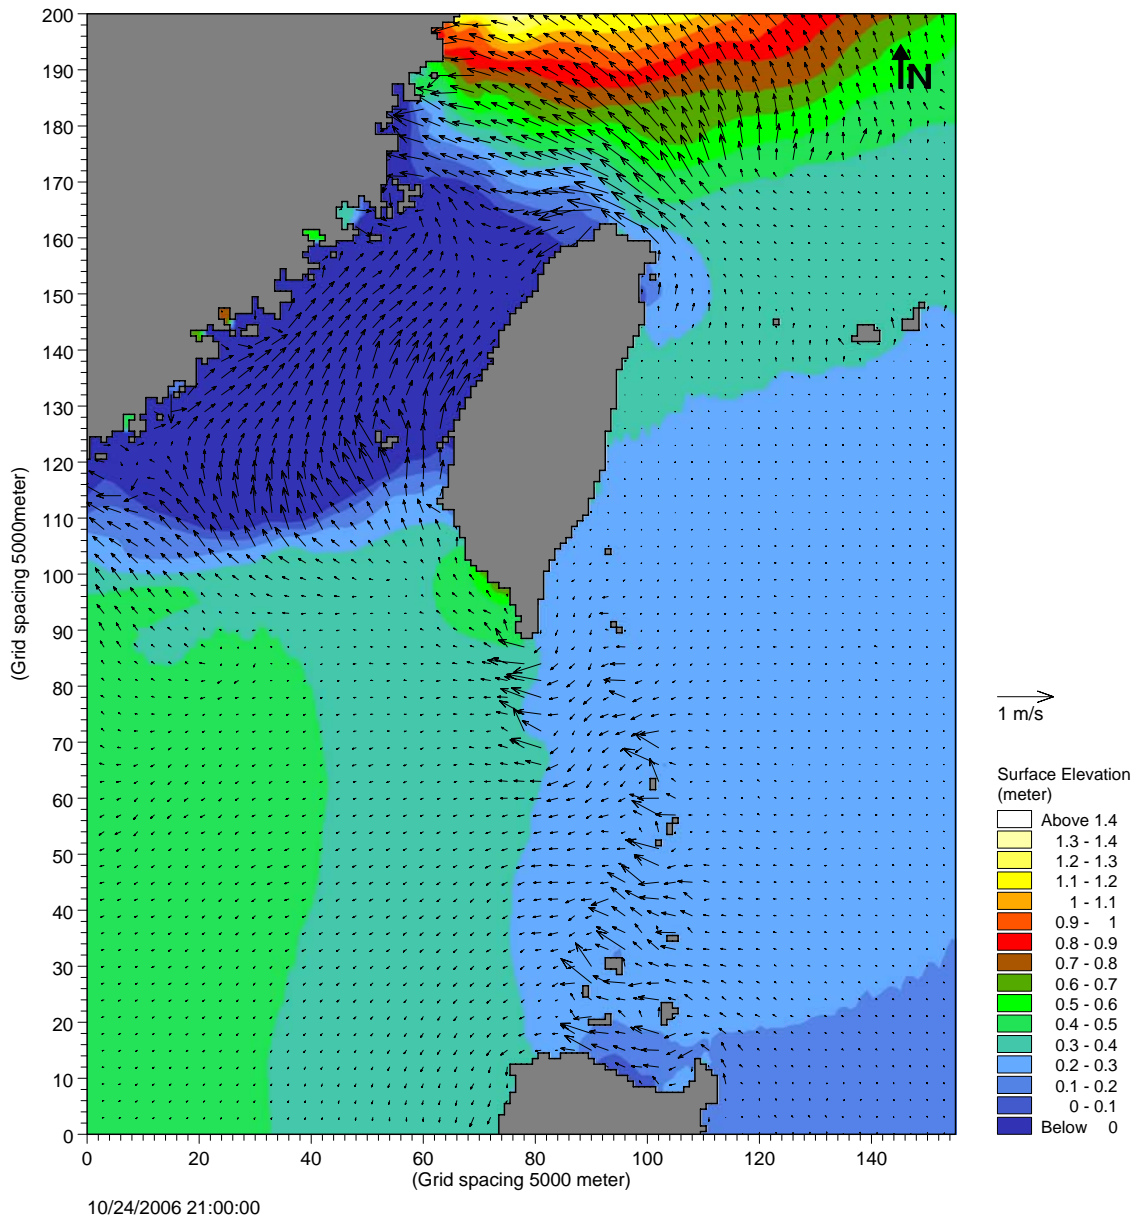 200
190
180
170
160
150
140
130
120
110
100
90
80
70
60
50
40
30
20
10
0
(Grid spacing 5000meter)
N
0 20 40 60 80 100 120 140
(Grid spacing 5000 meter)
10/24/2006 21:00:00
1 m/s
Surface Elevation
(meter)
Above 1.4
1.3 - 1.4
1.2 - 1.3
1.1 - 1.2
1 - 1.1
0.9 - 1
0.8 - 0.9
0.7 - 0.8
0.6 - 0.7
0.5 - 0.6
0.4 - 0.5
0.3 - 0.4
0.2 - 0.3
0.1 - 0.2
0 - 0.1
Below 0